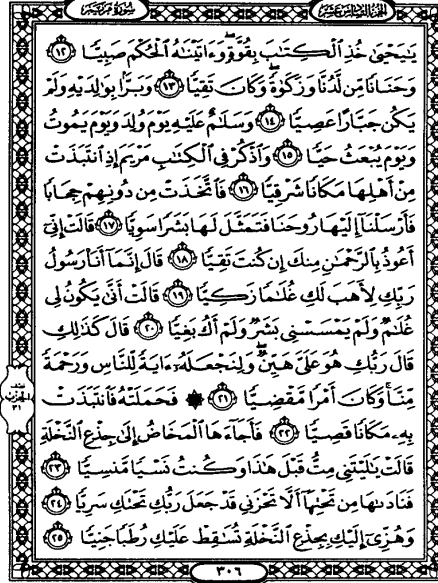 الجزء السادس عشر
سورة مريم
يَٰيَحْيَىٰ خُذِ ٱلْكِتَٰبَ بِقُوَّةٍ ۖ وَءَاتَيْنَٰهُ ٱلْحُكْمَ صَبِيًّا ١٢
وَحَنَانًا مِّن لَّدُنَّا وَزَكَوٰةً ۖ وَكَانَ تَقِيًّا ١٣ وَبَرًّۢا بِوَٰلِدَيْهِ وَلَمْ
يَكُن جَبَّارًا عَصِيًّا ١٤ وَسَلَٰمٌ عَلَيْهِ يَوْمَ وُلِدَ وَيَوْمَ يَمُوتُ
وَيَوْمَ يُبْعَثُ حَيًّا ١٥ وَٱذْكُرْ فِى ٱلْكِتَٰبِ مَرْيَمَ إِذِ ٱنتَبَذَتْ
مِنْ أَهْلِهَا مَكَانًا شَرْقِيًّا ١٦ فَٱتَّخَذَتْ مِن دُونِهِمْ حِجَابًا
فَأَرْسَلْنَآ إِلَيْهَا رُوحَنَا فَتَمَثَّلَ لَهَا بَشَرًا سَوِيًّا ١٧ قَالَتْ إِنِّىٓ
أَعُوذُ بِٱلرَّحْمَٰنِ مِنكَ إِن كُنتَ تَقِيًّا ١٨ قَالَ إِنَّمَآ أَنَا۠ رَسُولُ
رَبِّكِ لِأَهَبَ لَكِ غُلَٰمًا زَكِيًّا ١٩ قَالَتْ أَنَّىٰ يَكُونُ لِى
غُلَٰمٌ وَلَمْ يَمْسَسْنِى بَشَرٌ وَلَمْ أَكُ بَغِيًّا ٢٠ قَالَ كَذَٰلِكِ
قَالَ رَبُّكِ هُوَ عَلَىَّ هَيِّنٌ ۖ وَلِنَجْعَلَهُۥٓ ءَايَةً لِّلنَّاسِ وَرَحْمَةً
مِّنَّا ۚ وَكَانَ أَمْرًا مَّقْضِيًّا ٢١ ۞ فَحَمَلَتْهُ فَٱنتَبَذَتْ
بِهِۦ مَكَانًا قَصِيًّا ٢٢ فَأَجَآءَهَا ٱلْمَخَاضُ إِلَىٰ جِذْعِ ٱلنَّخْلَةِ
قَالَتْ يَٰلَيْتَنِى مِتُّ قَبْلَ هَٰذَا وَكُنتُ نَسْيًا مَّنسِيًّا ٢٣
فَنَادَىٰهَا مِن تَحْتِهَآ أَلَّا تَحْزَنِى قَدْ جَعَلَ رَبُّكِ تَحْتَكِ سَرِيًّا ٢٤
وَهُزِّىٓ إِلَيْكِ بِجِذْعِ ٱلنَّخْلَةِ تُسَٰقِطْ عَلَيْكِ رُطَبًا جَنِيًّا ٢٥
نصف
الحزب
٣١
٣٠٦